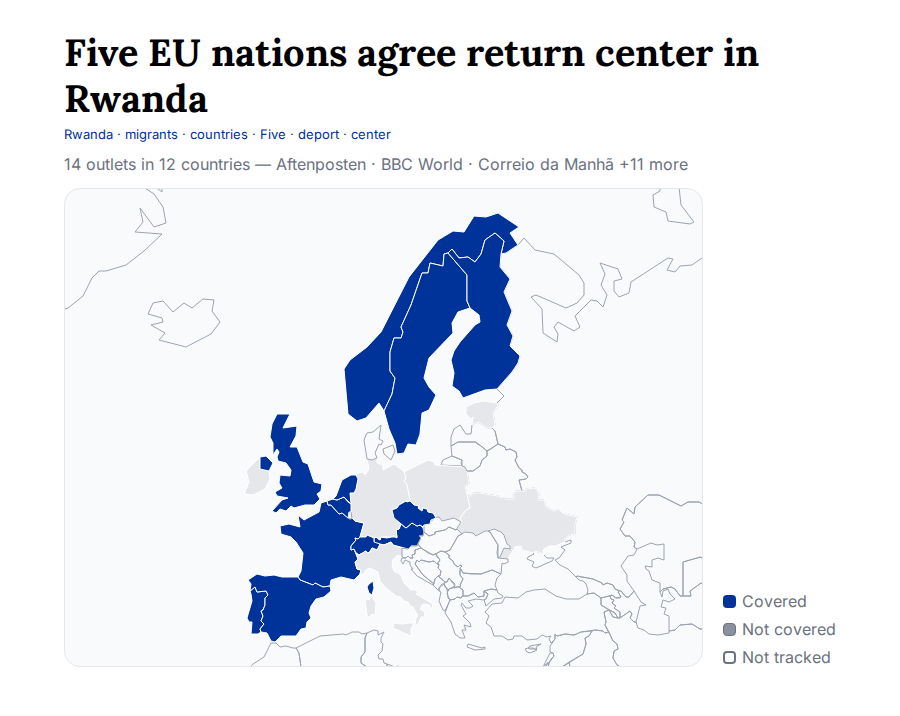 Five EU nations agree return center in
Rwanda
Rwanda · migrants · countries · Five · deport · center
14 outlets in 12 countries — Aftenposten · BBC World · Correio da Manhã +11 more
Covered
Not covered
Not tracked